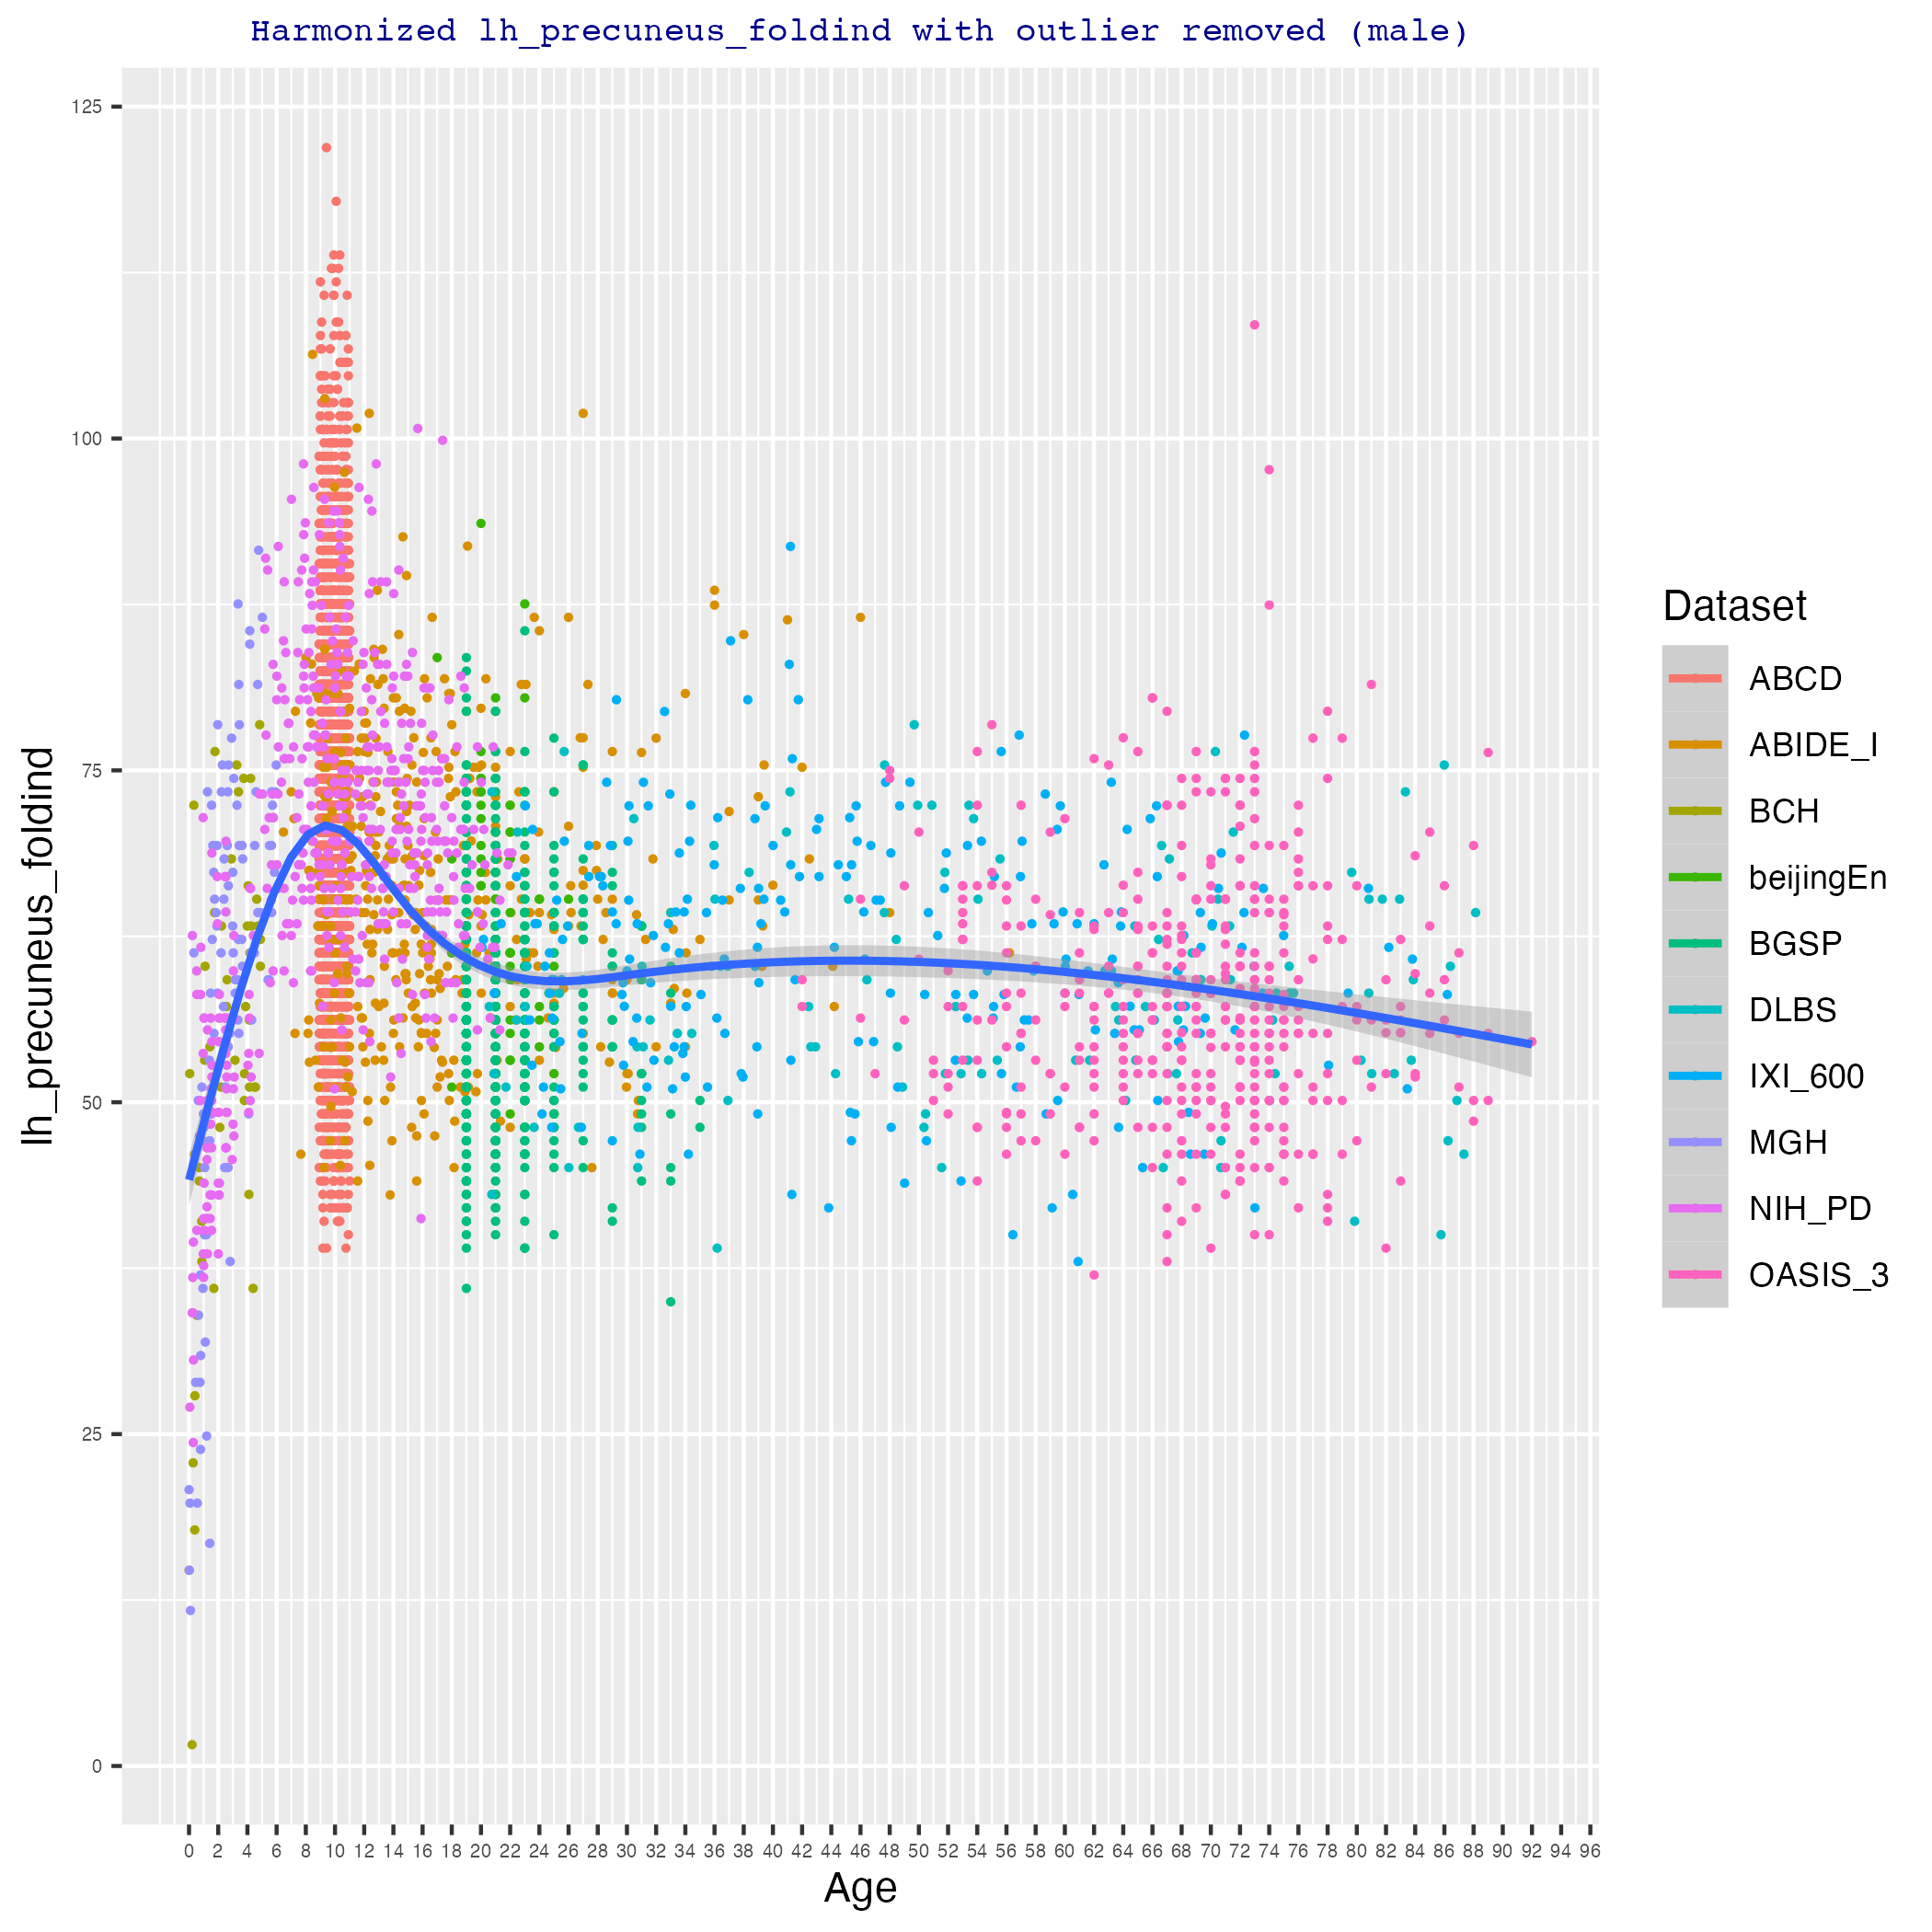 Harmonized lh_precuneus_foldind with outlier removed (male)
125
100
75
50
25
0
lh_precuneus_foldind
0 2 4 6 8 10 12 14 16 18 20 22 24 26 28 30 32 34 36 38 40 42 44 46 48 50 52 54 56 58 60 62 64 66 68 70 72 74 76 78 80 82 84 86 88 90 92 94 96
Age
Dataset
ABCD
ABIDE_I
BCH
beijingEn
BGSP
DLBS
IXI_600
MGH
NIH_PD
OASIS_3